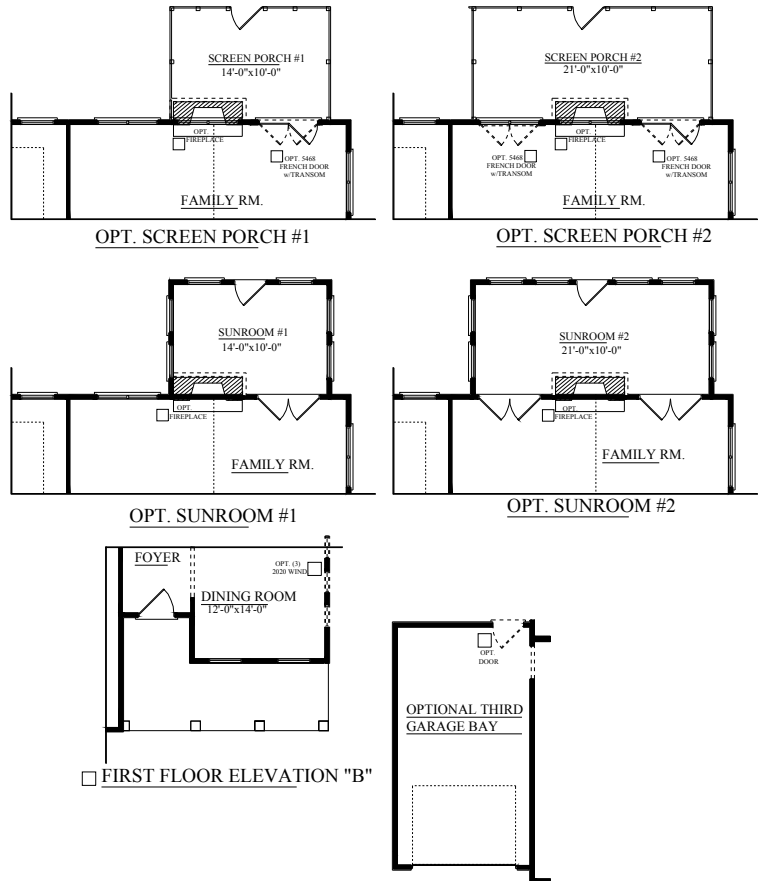 SCREEN PORCH #1
14'-0"x10'-0"
OPT.
FIREPLACE
OPT. 5468
FRENCH DOOR
w/TRANSOM
FAMILY RM.
OPT. SCREEN PORCH #1
SCREEN PORCH #2
21'-0"x10'-0"
OPT.
FIREPLACE
OPT. 5468
FRENCH DOOR
w/TRANSOM
OPT. 5468
FRENCH DOOR
w/TRANSOM
FAMILY RM.
OPT. SCREEN PORCH #2
SUNROOM #1
14'-0"x10'-0"
OPT.
FIREPLACE
FAMILY RM.
OPT. SUNROOM #1
SUNROOM #2
21'-0"x10'-0"
OPT.
FIREPLACE
FAMILY RM.
OPT. SUNROOM #2
FOYER
OPT. (3)
2020 WIND
DINING ROOM
12'-0"x14'-0"
FIRST FLOOR ELEVATION "B"
OPT.
DOOR
OPTIONAL THIRD
GARAGE BAY